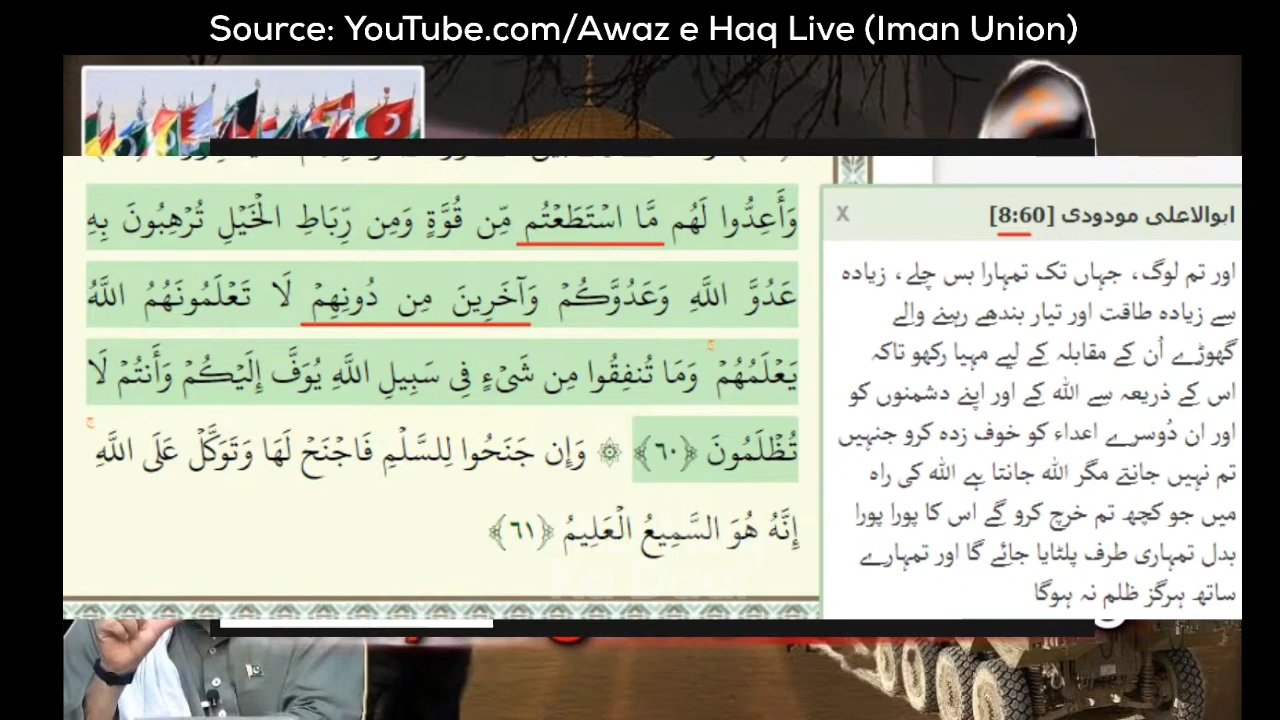 Source: YouTube.com/Awaz e Haq Live (Iman Union)
وَأَعِدُّوا لَهُم مَّا اسْتَطَعْتُم مِّن قُوَّةٍ وَمِن رِّبَاطِ الْخَيْلِ تُرْهِبُونَ بِهِ
عَدُوَّ اللَّهِ وَعَدُوَّكُمْ وَآخَرِينَ مِن دُونِهِمْ لَا تَعْلَمُونَهُمُ اللَّهُ
يَعْلَمُهُمْ ۚ وَمَا تُنفِقُوا مِن شَيْءٍ فِي سَبِيلِ اللَّهِ يُوَفَّ إِلَيْكُمْ وَأَنتُمْ لَا
تُظْلَمُونَ ﴿٦٠﴾ ۞ وَإِن جَنَحُوا لِلسَّلْمِ فَاجْنَحْ لَهَا وَتَوَكَّلْ عَلَى اللَّهِ ۚ
إِنَّهُ هُوَ السَّمِيعُ الْعَلِيمُ ﴿٦١﴾
ابوالاعلی مودودی [8:60]
X
اور تم لوگ، جہاں تک تمہارا بس چلے، زیادہ
سے زیادہ طاقت اور تیار بندھے رہنے والے
گھوڑے اُن کے مقابلہ کے لیے مہیا رکھو تاکہ
اس کے ذریعہ سے اللہ کے اور اپنے دشمنوں کو
اور ان دُوسرے اعداء کو خوف زدہ کرو جنہیں
تم نہیں جانتے مگر اللہ جانتا ہے اللہ کی راہ
میں جو کچھ تم خرچ کرو گے اس کا پورا پورا
بدل تمہاری طرف پلٹایا جائے گا اور تمہارے
ساتھ ہرگز ظلم نہ ہوگا
Ka Daal